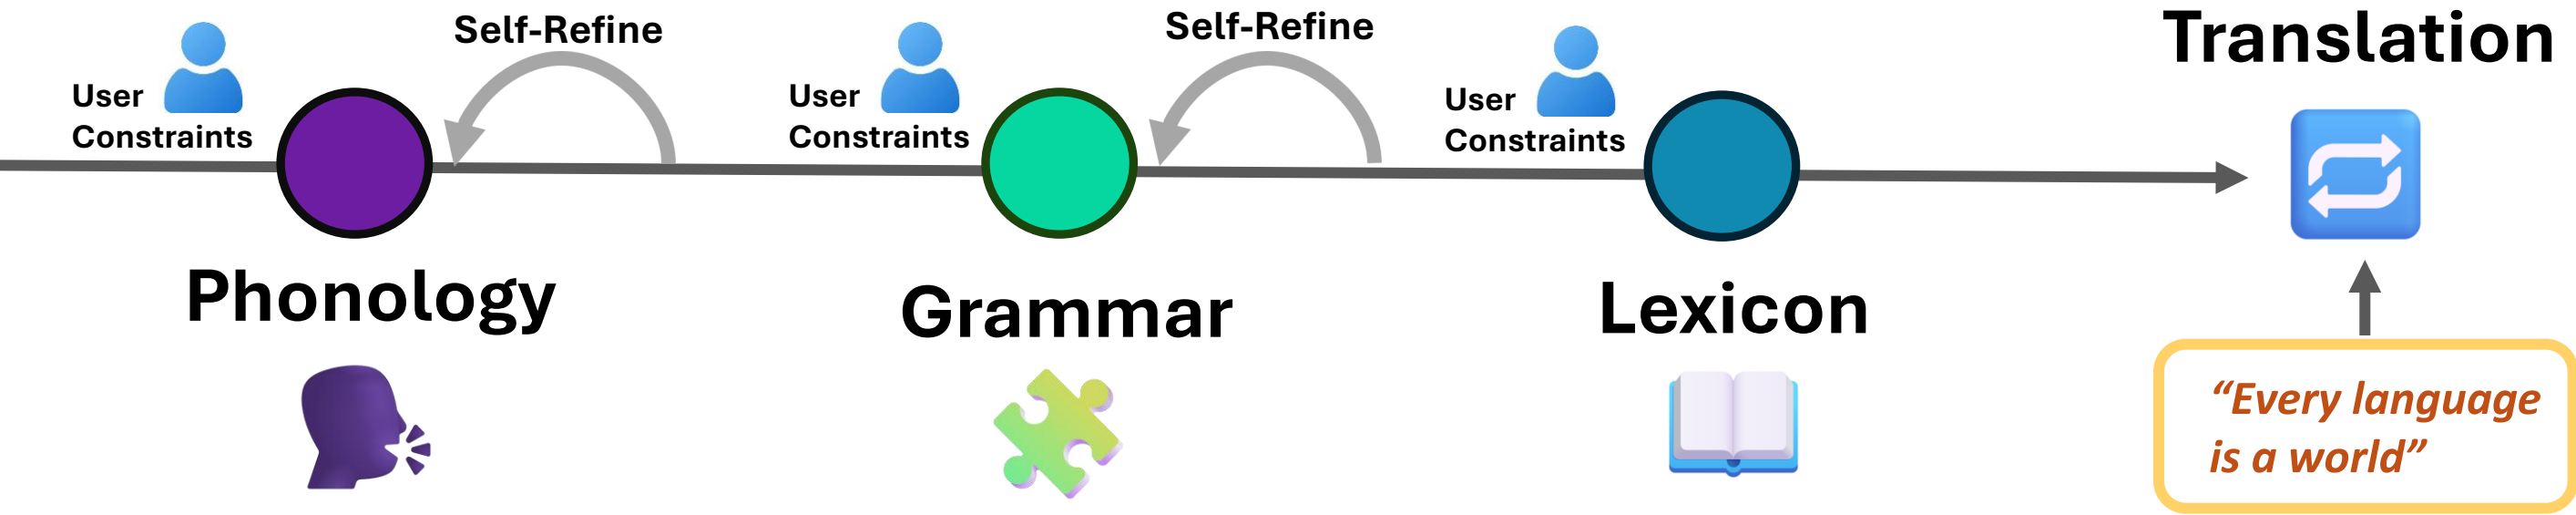 User
Constraints
Self-Refine
User
Constraints
Self-Refine
User
Constraints
Translation
Phonology
Grammar
Lexicon
“Every language
is a world”